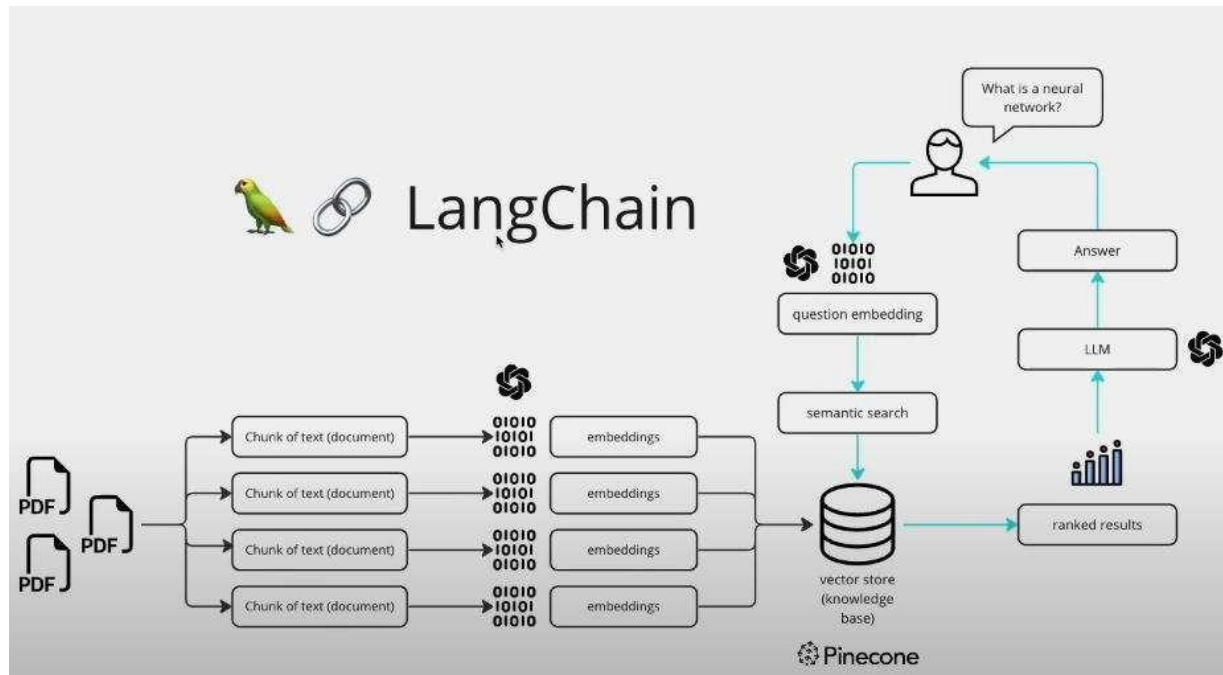 What is a neural
network?
LangChain
01010
10101
01010
Answer
question embedding
LLM
semantic search
Chunk of text (document)
01010
10101
01010
embeddings
Chunk of text (document)
01010
10101
01010
embeddings
Chunk of text (document)
01010
10101
01010
embeddings
Chunk of text (document)
01010
10101
01010
embeddings
PDF
PDF
PDF
ranked results
vector store
(knowledge
base)
Pinecone